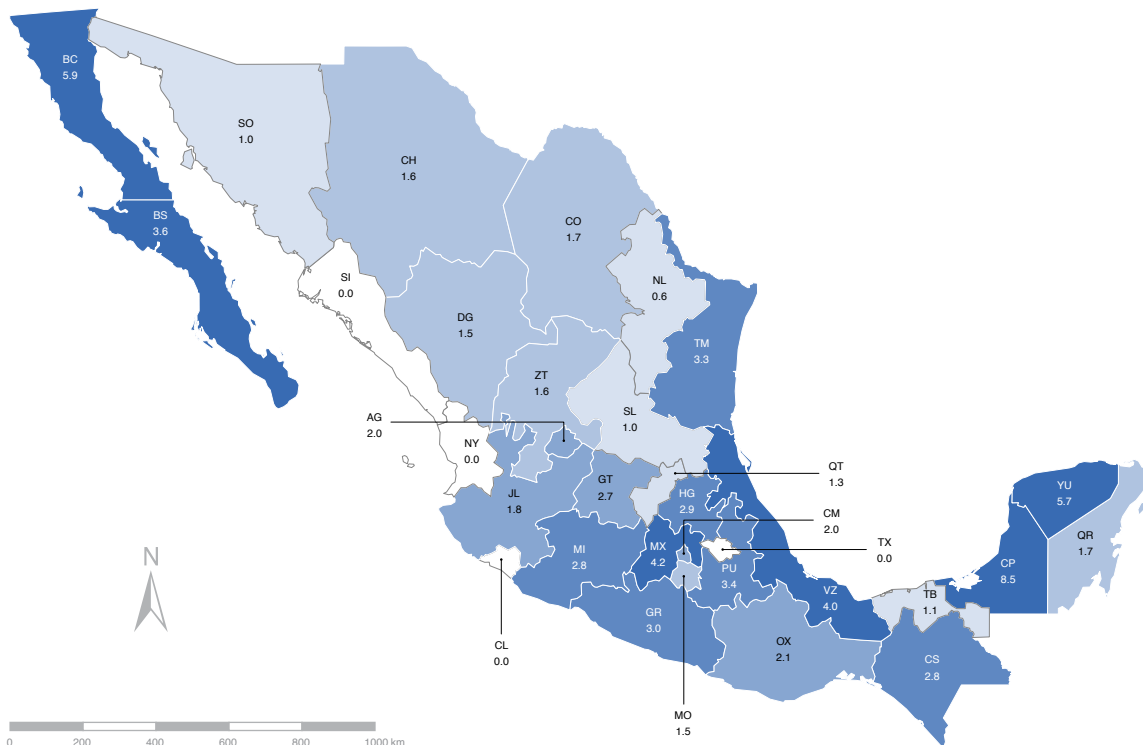 BC
5.9
SO
1.0
CH
1.6
BS
3.6
CO
1.7
SI
0.0
NL
0.6
DG
1.5
TM
3.3
ZT
1.6
AG
2.0
SL
1.0
NY
0.0
QT
1.3
GT
2.7
JL
1.8
HG
2.9
YU
5.7
CM
2.0
TX
0.0
QR
1.7
MI
2.8
MX
4.2
PU
3.4
CP
8.5
N
VZ
4.0
TB
1.1
GR
3.0
CL
0.0
OX
2.1
CS
2.8
MO
1.5
0 200 400 600 800 1000 km